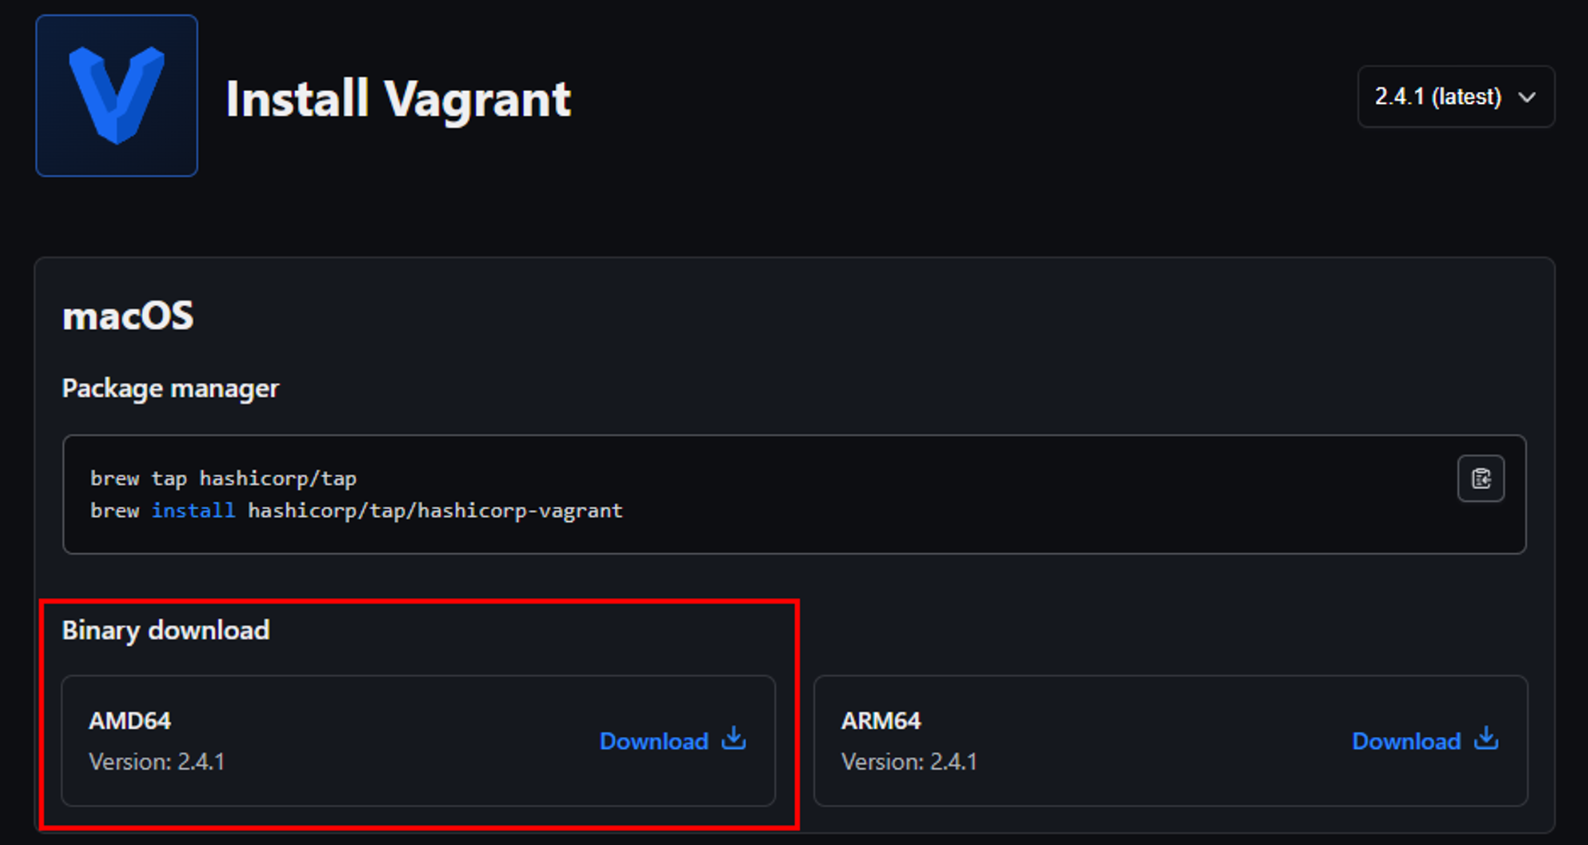 Install Vagrant
2.4.1 (latest)
macOS
Package manager
brew tap hashicorp/tap
brew install hashicorp/tap/hashicorp-vagrant
Binary download
AMD64
Version: 2.4.1
Download
ARM64
Version: 2.4.1
Download